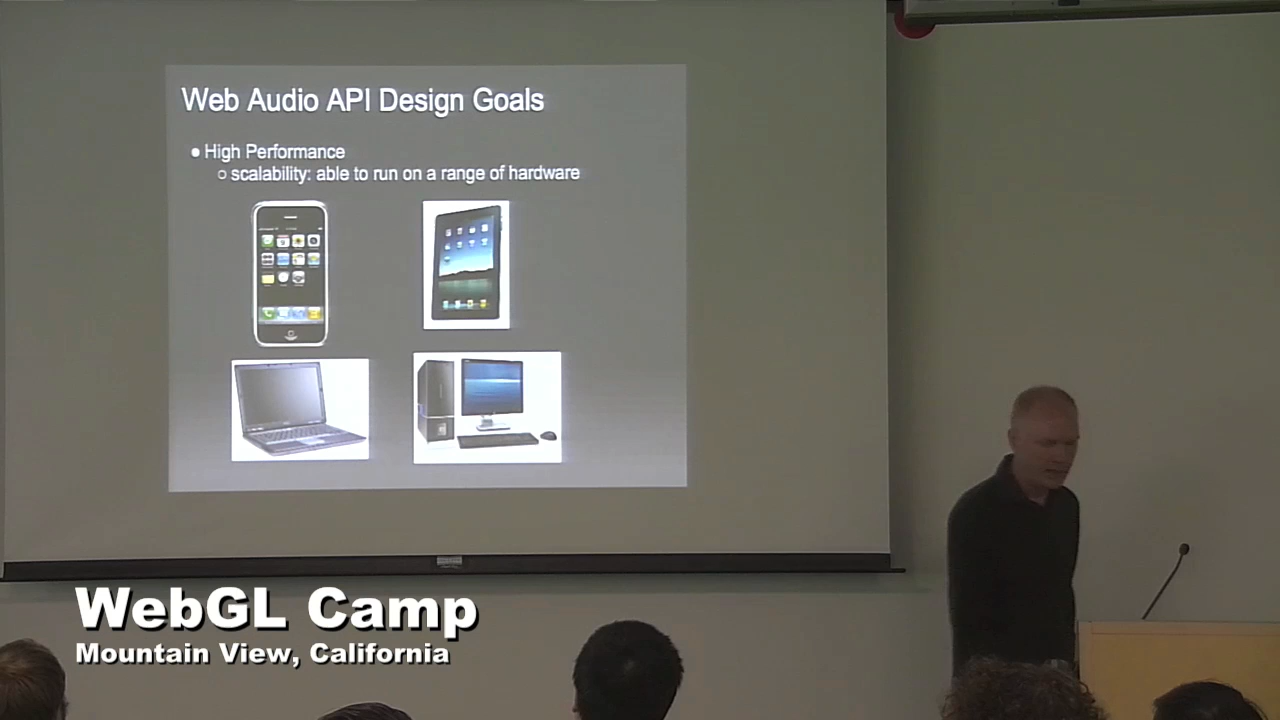 Web Audio API Design Goals
● High Performance
○ scalability: able to run on a range of hardware
WebGL Camp
Mountain View, California